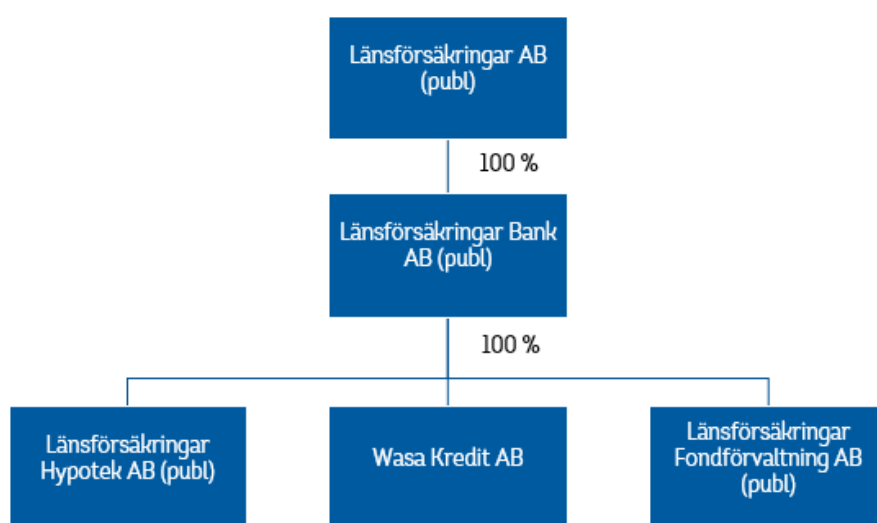 Länsförsäkringar AB
(publ)
100 %
Länsförsäkringar Bank
AB (publ)
100 %
Länsförsäkringar
Hypotek AB (publ)
Wasa Kredit AB
Länsförsäkringar
Fondförvaltning AB
(publ)